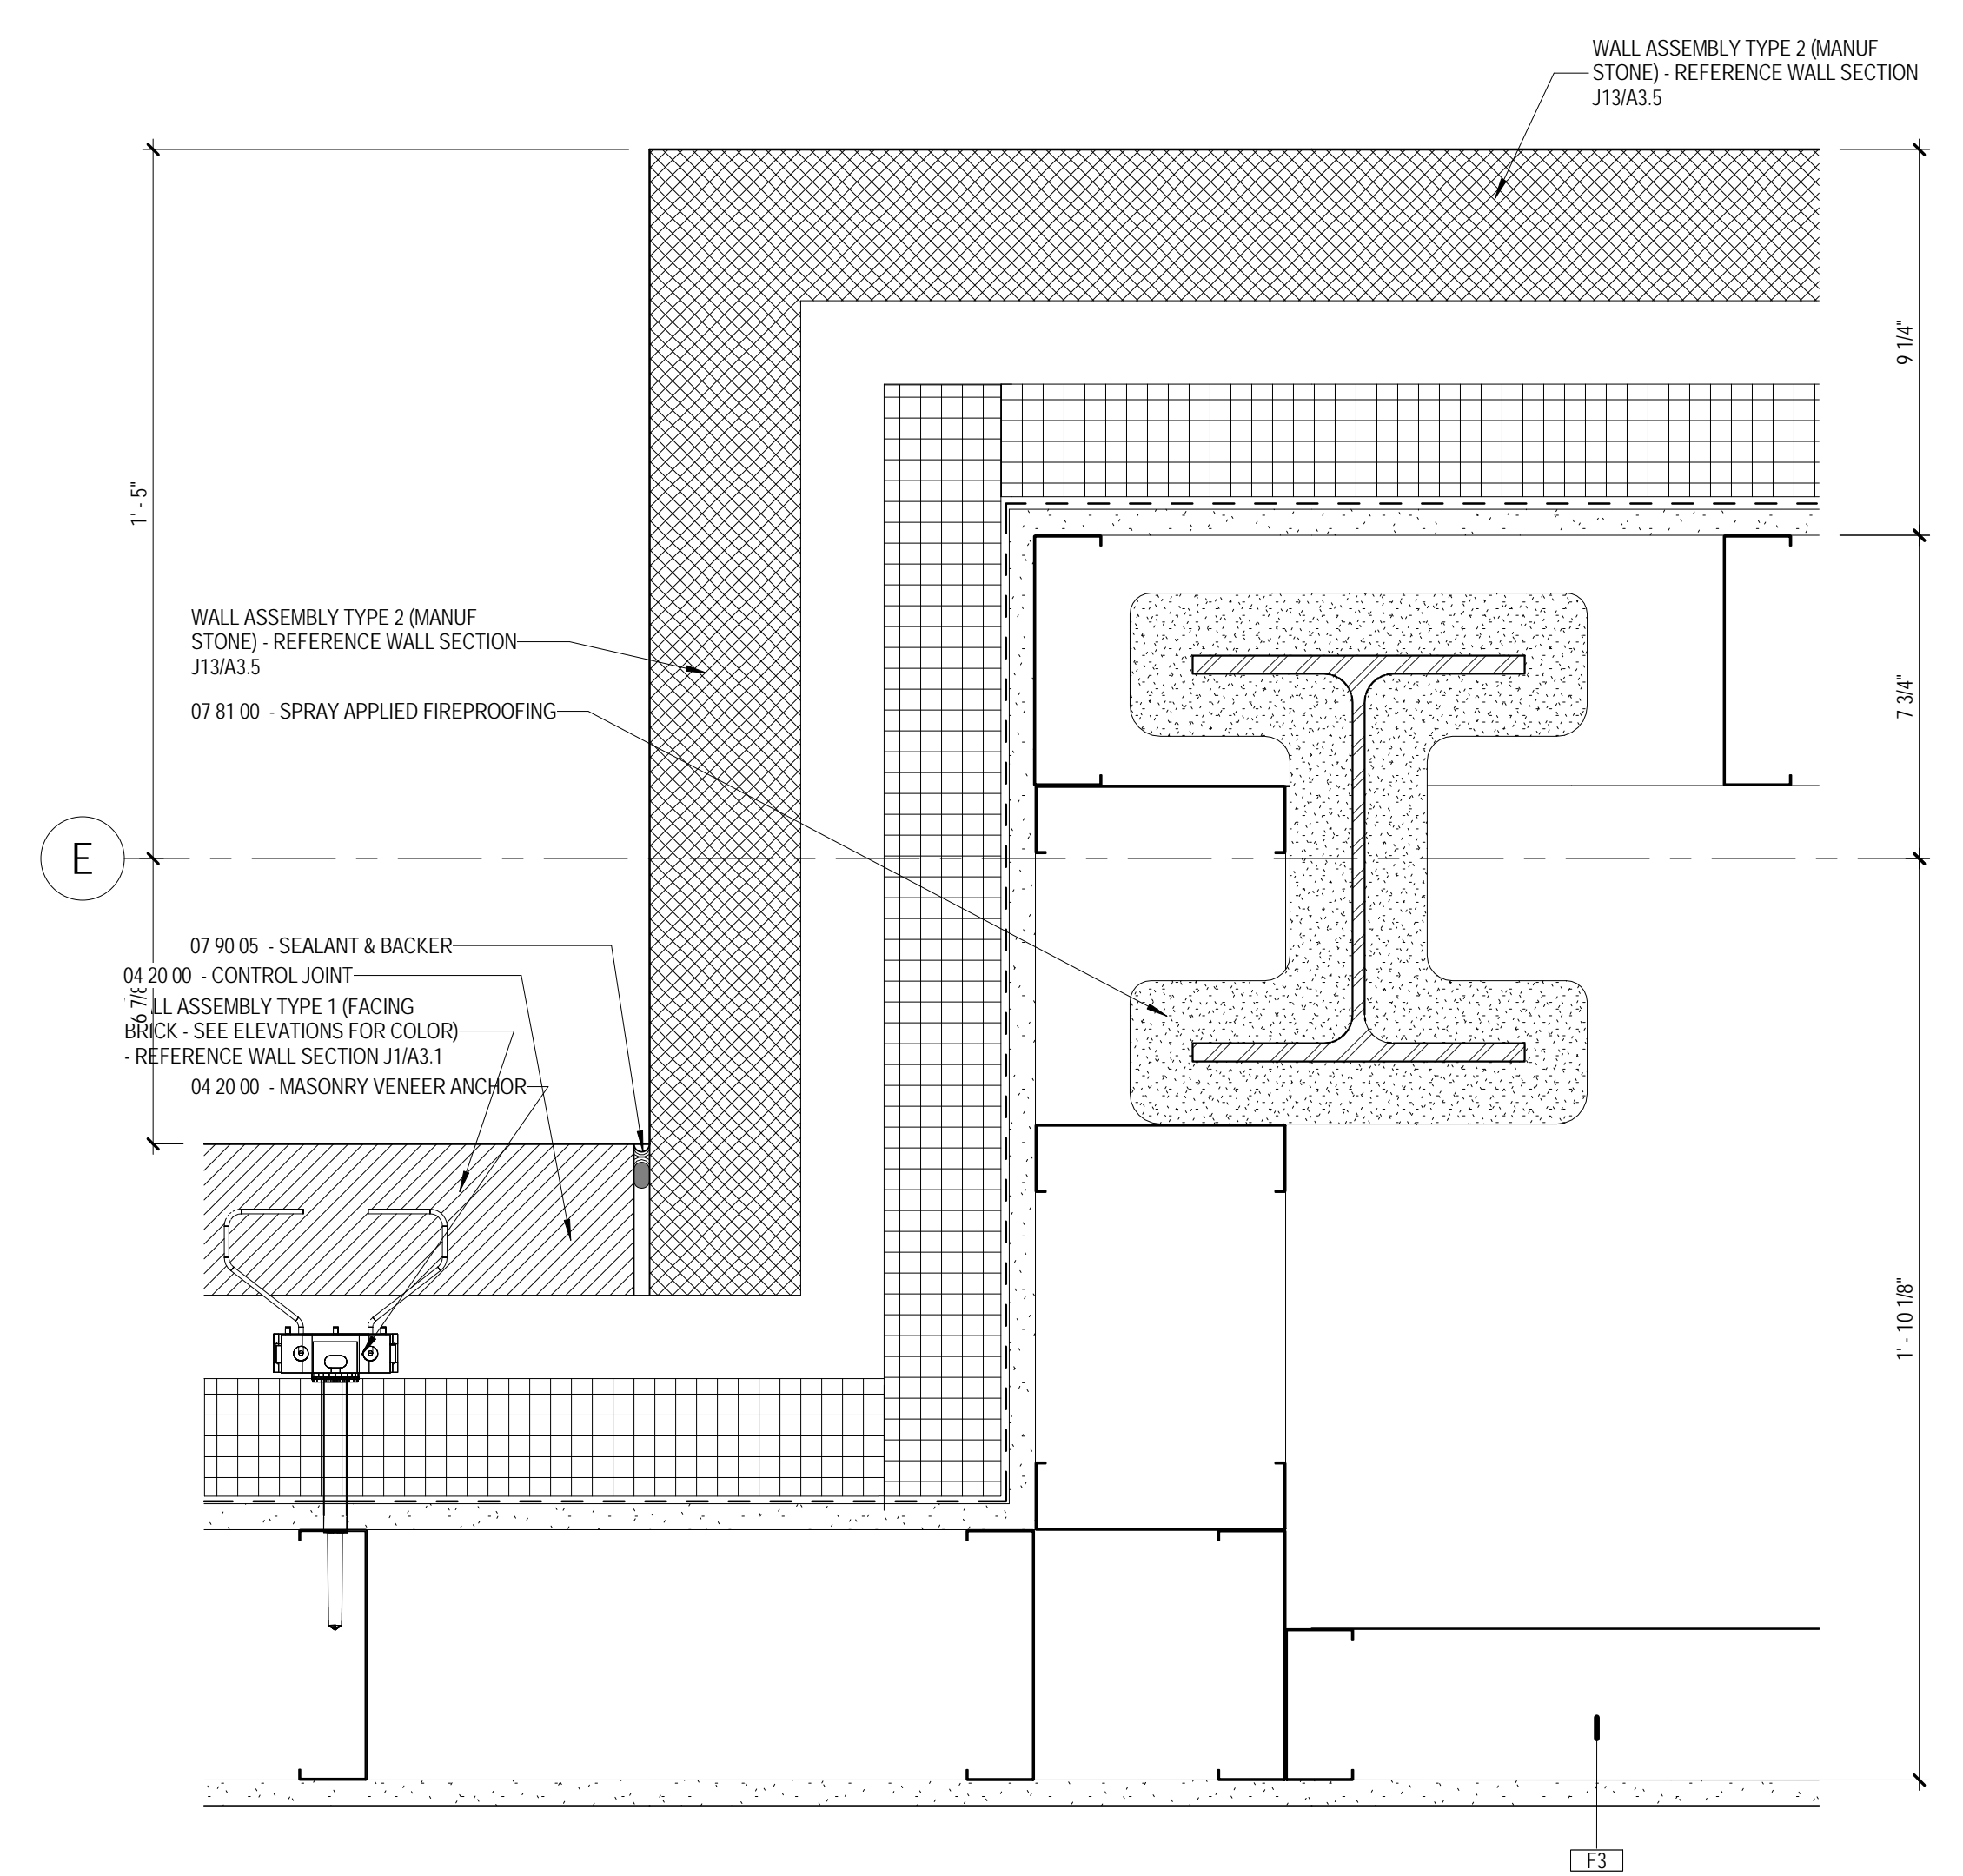 WALL ASSEMBLY TYPE 2 (MANUF
STONE) - REFERENCE WALL SECTION
J13/A3.5
9 1/4"
1' - 5"
WALL ASSEMBLY TYPE 2 (MANUF
STONE) - REFERENCE WALL SECTION
J13/A3.5
7 3/4"
07 81 00 - SPRAY APPLIED FIREPROOFING
E
07 90 05 - SEALANT & BACKER
04 20 00 - CONTROL JOINT
6 7/8
LL ASSEMBLY TYPE 1 (FACING
BRICK - SEE ELEVATIONS FOR COLOR)
- REFERENCE WALL SECTION J1/A3.1
04 20 00 - MASONRY VENEER ANCHOR
1' - 10 1/8"
F3